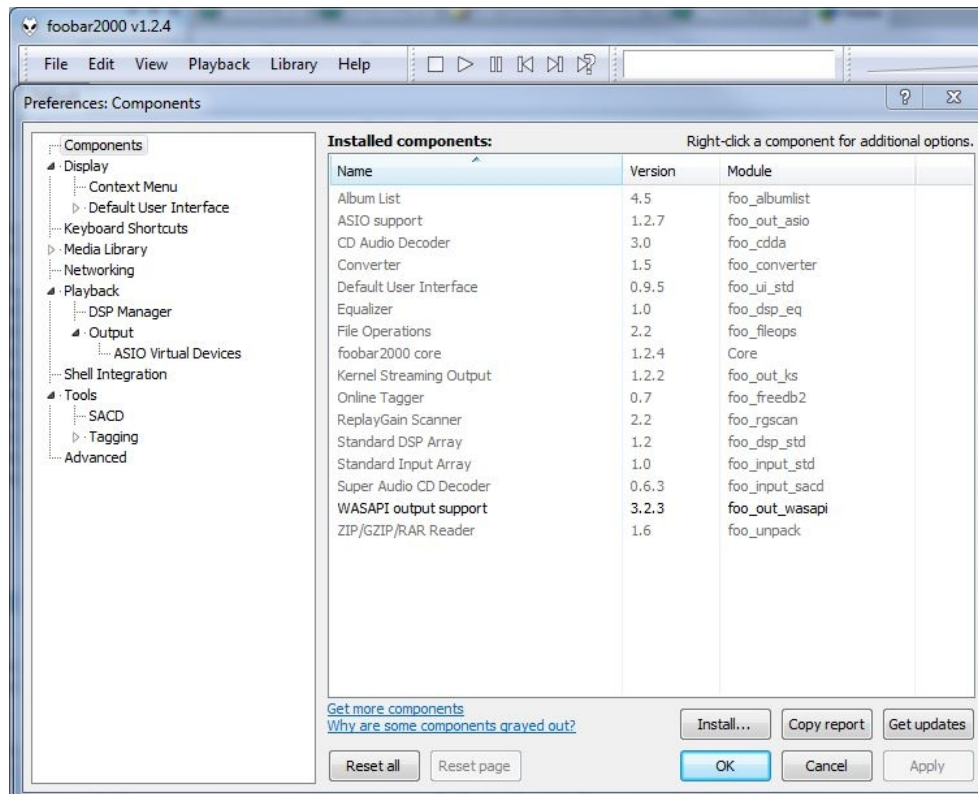 foobar2000 v1.2.4
File Edit View Playback Library Help
Preferences: Components
Components
Display
Context Menu
Default User Interface
Keyboard Shortcuts
Media Library
Networking
Playback
DSP Manager
Output
ASIO Virtual Devices
Shell Integration
Tools
SACD
Tagging
Advanced
Installed components: Right-click a component for additional options.
Name Version Module
Album List 4.5 foo_albumlist
ASIO support 1.2.7 foo_out_asio
CD Audio Decoder 3.0 foo_cdda
Converter 1.5 foo_converter
Default User Interface 0.9.5 foo_ui_std
Equalizer 1.0 foo_dsp_eq
File Operations 2.2 foo_fileops
foobar2000 core 1.2.4 Core
Kernel Streaming Output 1.2.2 foo_out_ks
Online Tagger 0.7 foo_freedb2
ReplayGain Scanner 2.2 foo_rgscan
Standard DSP Array 1.2 foo_dsp_std
Standard Input Array 1.0 foo_input_std
Super Audio CD Decoder 0.6.3 foo_input_sacd
WASAPI output support 3.2.3 foo_out_wasapi
ZIP/GZIP/RAR Reader 1.6 foo_unpack
Get more components
Why are some components grayed out?
Install... Copy report Get updates
Reset all Reset page OK Cancel Apply